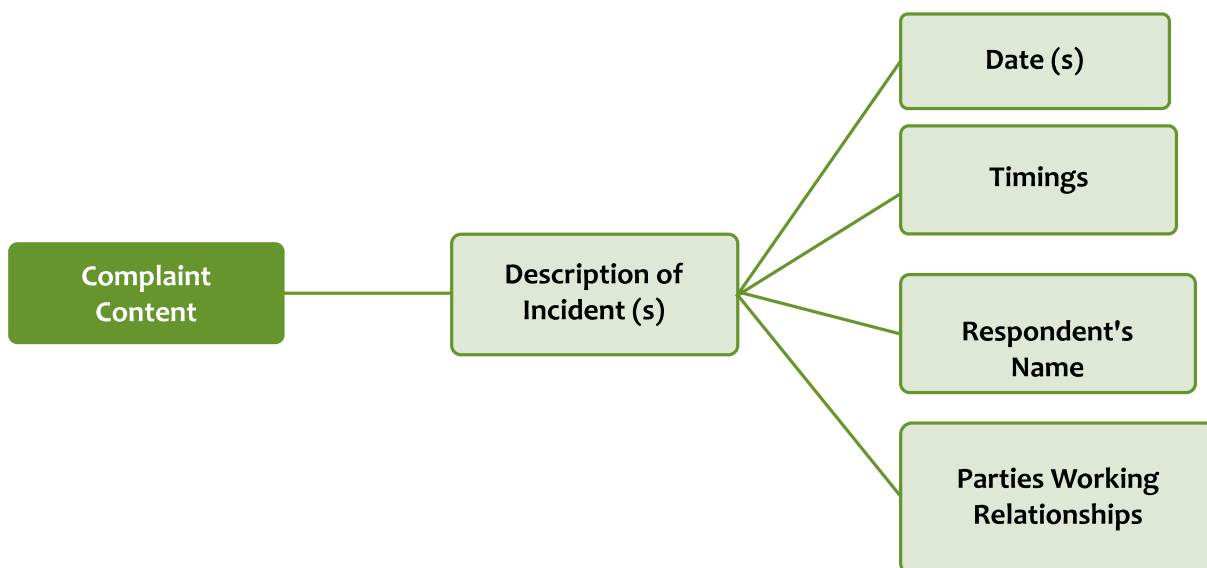 Complaint
Content
Description of
Incident (s)
Date (s)
Timings
Respondent's
Name
Parties Working
Relationships